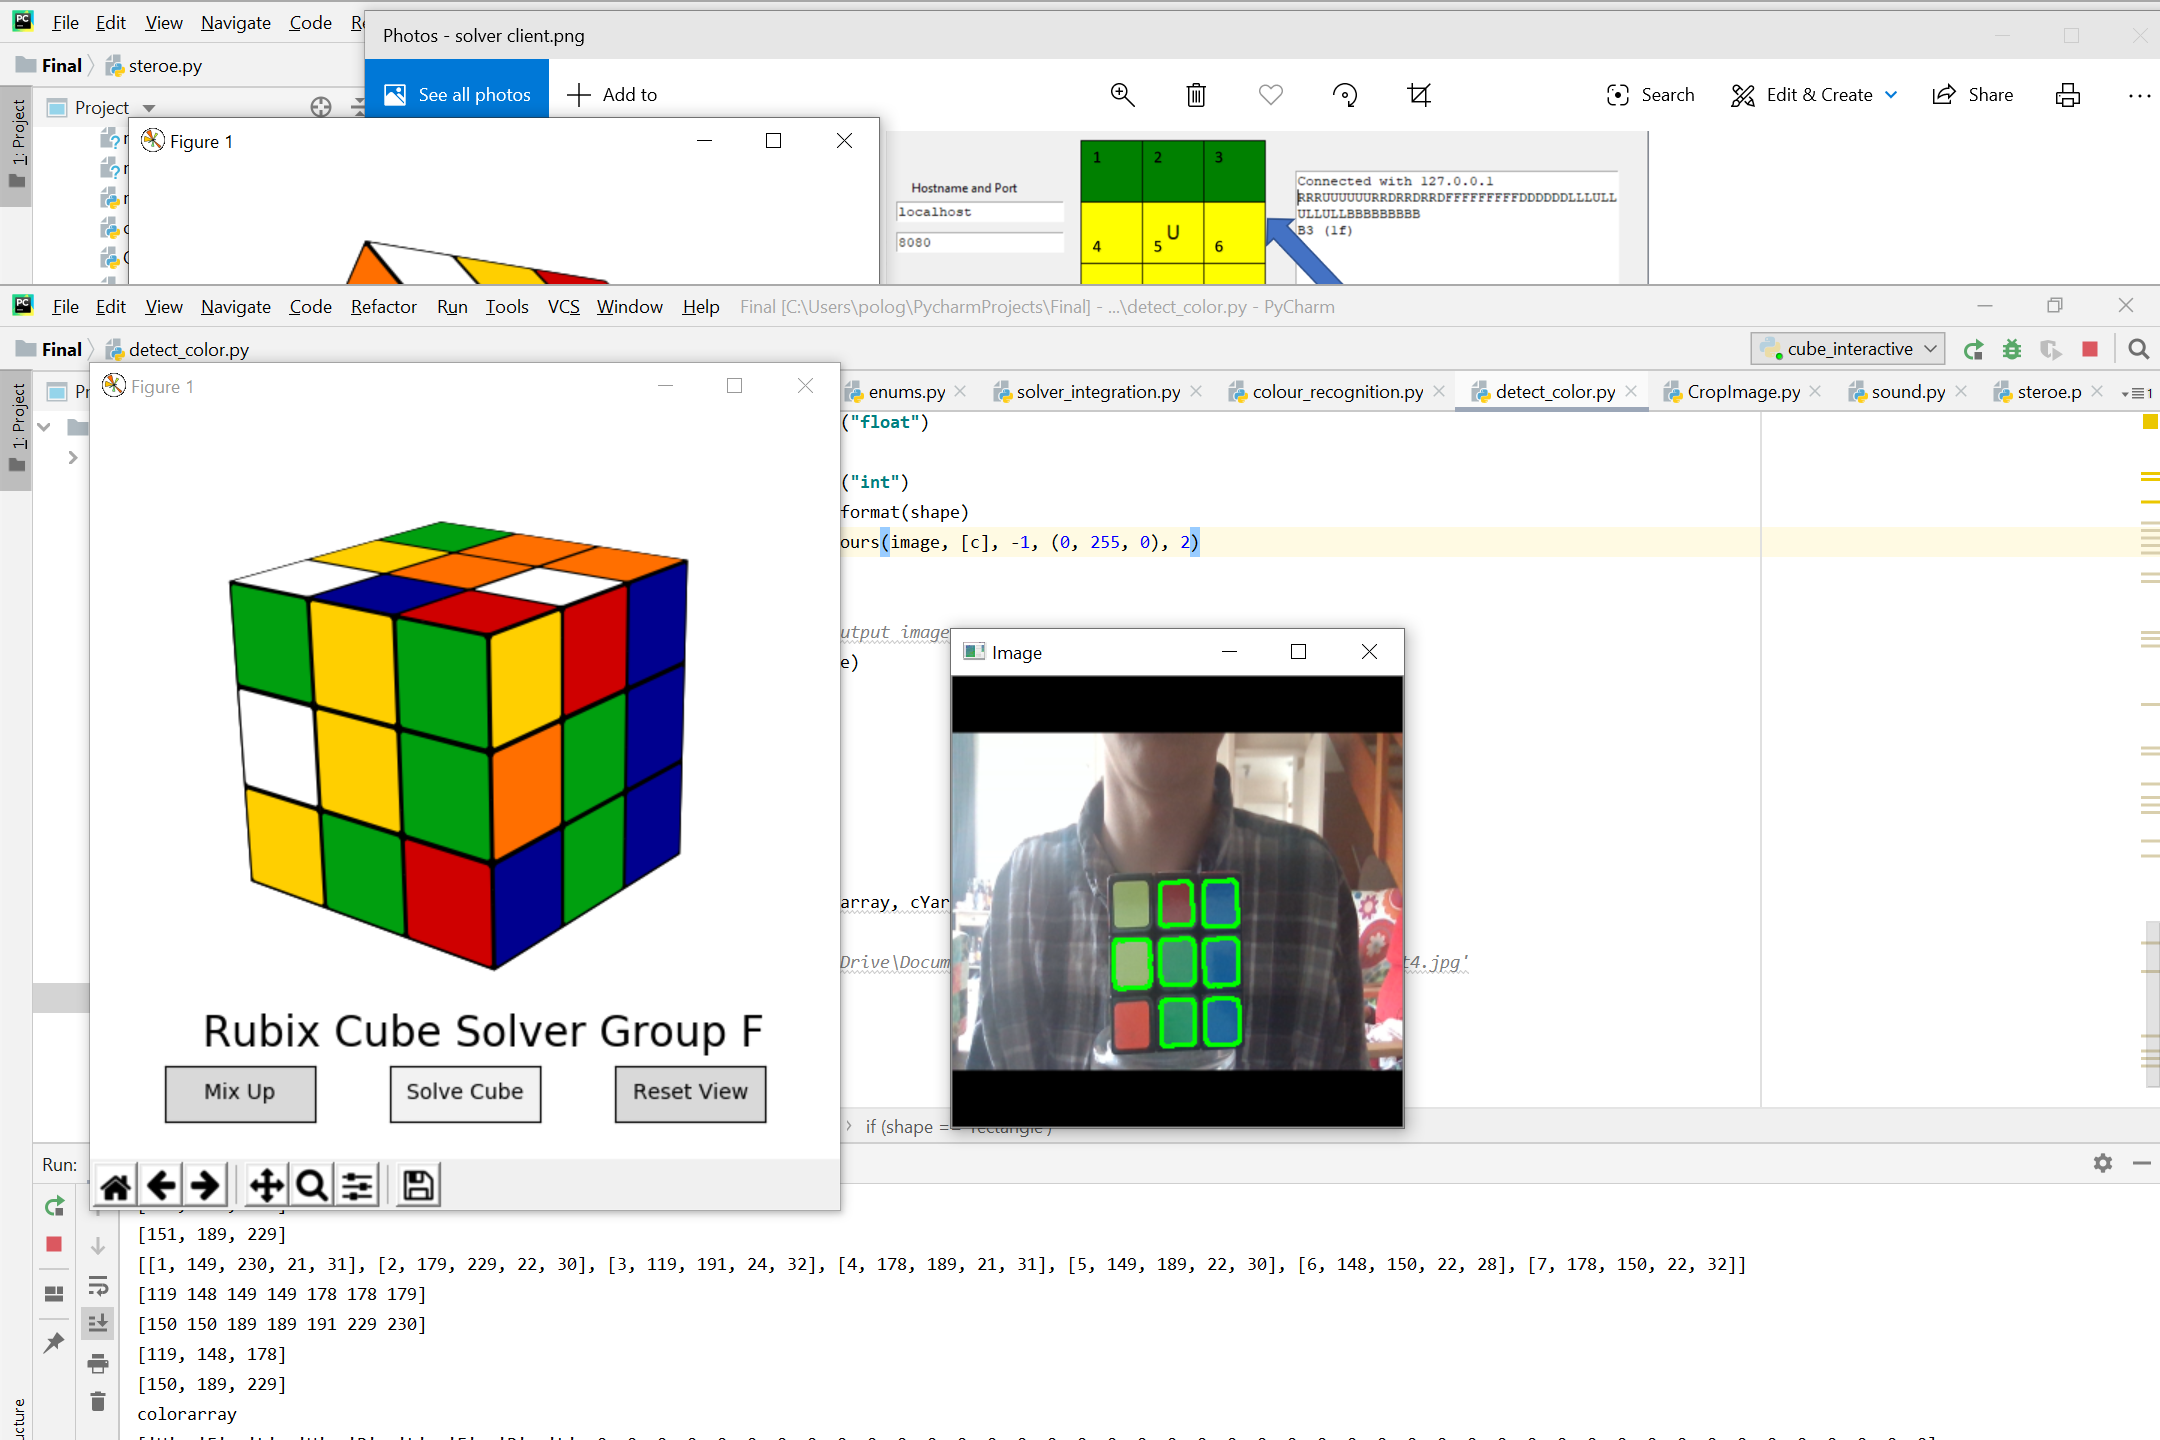 File Edit View Navigate Code
Photos - solver client.png
Final steroe.py
See all photos Add to Search Edit & Create Share
1: Project
Project
Figure 1
Hostname and Port
localhost
8080
1 2 3
4 5 U 6
Connected with 127.0.0.1
RRRUUUUUURRDRRDRRDFFFFFFFFFDDDDDDLLLULL
ULLULLBBBBBBBBB
B3 (1f)
File Edit View Navigate Code Refactor Run Tools VCS Window Help Final [C:\Users\polog\PycharmProjects\Final] - ...\detect_color.py - PyCharm
Final detect_color.py
cube_interactive
1: Project
Figure 1
enums.py solver_integration.py colour_recognition.py detect_color.py CropImage.py sound.py steroe.p 1
("float")
("int")
format(shape)
ours(image, [c], -1, (0, 255, 0), 2)
utput image
e)
Image
array, cYar
Drive\Docum
t4.jpg'
Rubix Cube Solver Group F
Mix Up Solve Cube Reset View
if (shape == 'rectangle')
Run:
[151, 189, 229]
[[1, 149, 230, 21, 31], [2, 179, 229, 22, 30], [3, 119, 191, 24, 32], [4, 178, 189, 21, 31], [5, 149, 189, 22, 30], [6, 148, 150, 22, 28], [7, 178, 150, 22, 32]]
[119 148 149 149 178 178 179]
[150 150 189 189 191 229 230]
[119, 148, 178]
[150, 189, 229]
colorarray
ucture